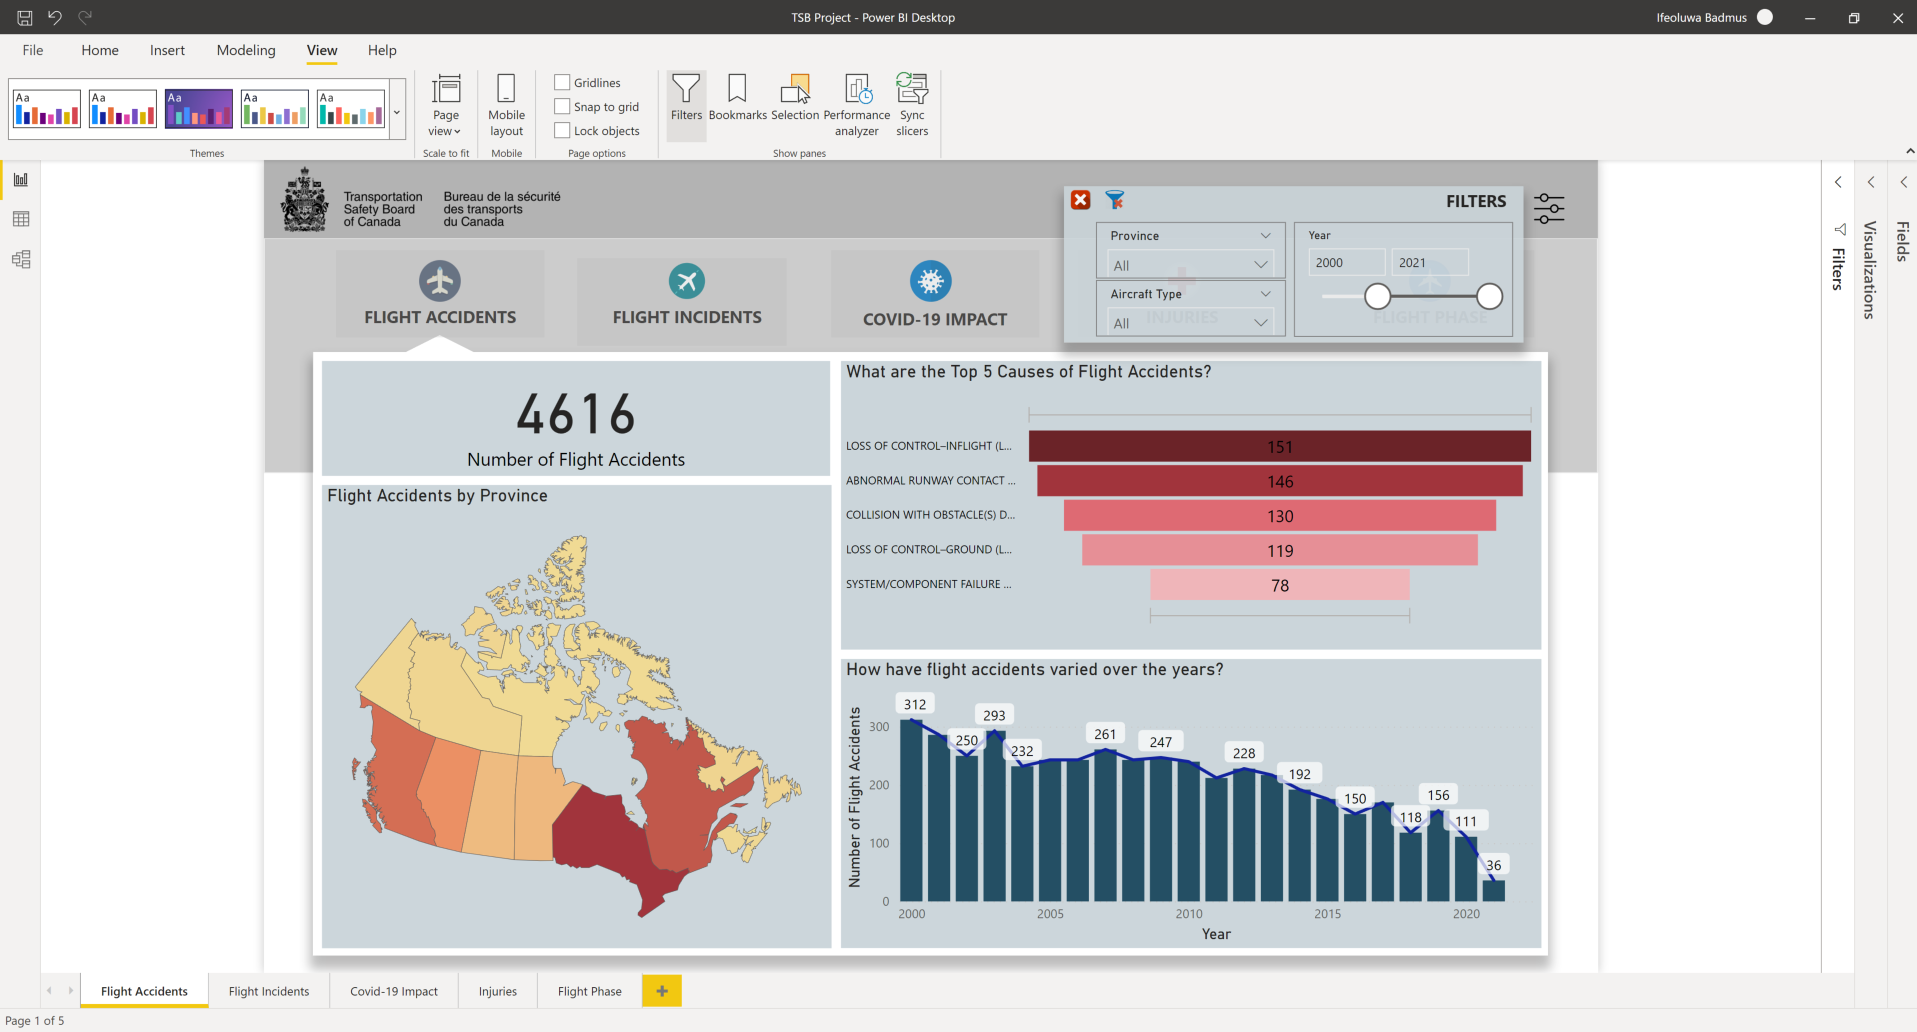 TSB Project - Power BI Desktop
Ifeoluwa Badmus
File
Home
Insert
Modeling
View
Help
Aa
Aa
Aa
Aa
Aa
Themes
Page
view
Scale to fit
Mobile
layout
Mobile
Gridlines
Snap to grid
Lock objects
Page options
Filters
Bookmarks
Selection
Performance
analyzer
Sync
slicers
Show panes
Transportation
Safety Board
of Canada
Bureau de la sécurité
des transports
du Canada
FILTERS
Province
All
Aircraft Type
All
Year
2000
2021
FLIGHT ACCIDENTS
FLIGHT INCIDENTS
COVID-19 IMPACT
INJURIES
FLIGHT PHASE
Filters
Visualizations
Fields
4616
Number of Flight Accidents
Flight Accidents by Province
What are the Top 5 Causes of Flight Accidents?
LOSS OF CONTROL–INFLIGHT (L...
151
ABNORMAL RUNWAY CONTACT ...
146
COLLISION WITH OBSTACLE(S) D...
130
LOSS OF CONTROL–GROUND (L...
119
SYSTEM/COMPONENT FAILURE ...
78
How have flight accidents varied over the years?
Number of Flight Accidents
300
200
100
0
312
250
293
232
261
247
228
192
150
118
156
111
36
2000
2005
2010
2015
2020
Year
Flight Accidents
Flight Incidents
Covid-19 Impact
Injuries
Flight Phase
Page 1 of 5